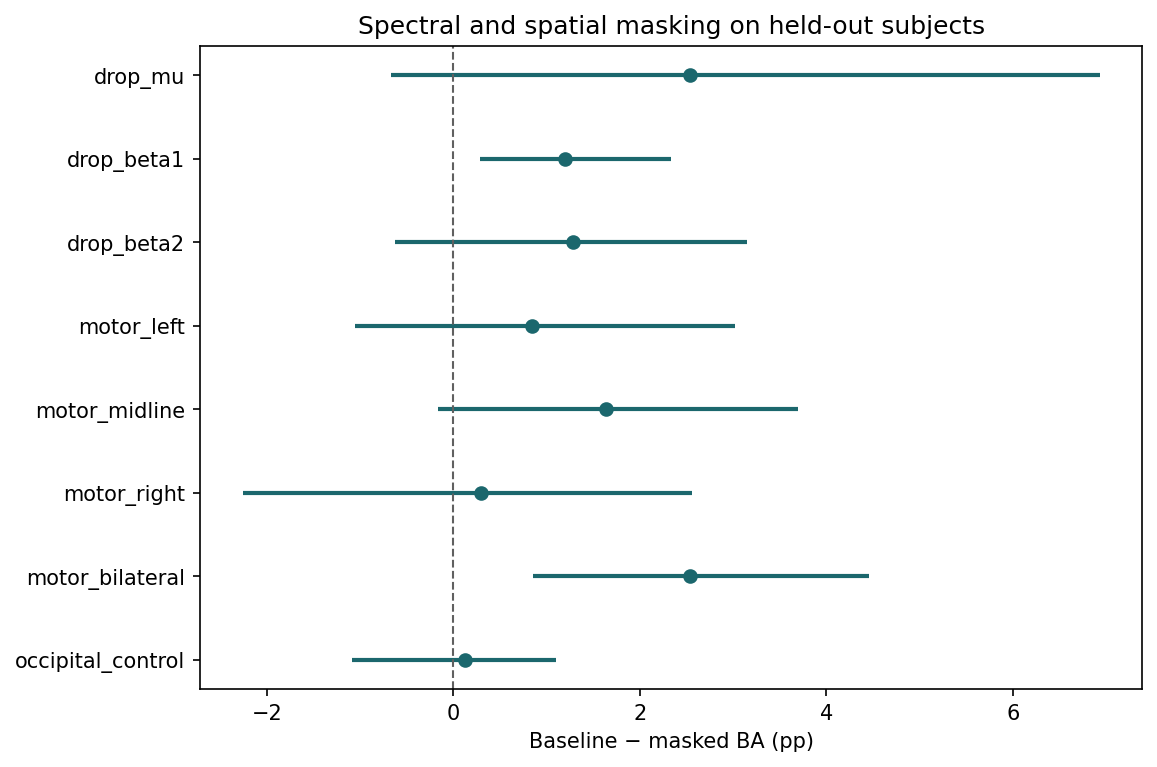 Spectral and spatial masking on held-out subjects
drop_mu
drop_beta1
drop_beta2
motor_left
motor_midline
motor_right
motor_bilateral
occipital_control
−2 0 2 4 6
Baseline − masked BA (pp)